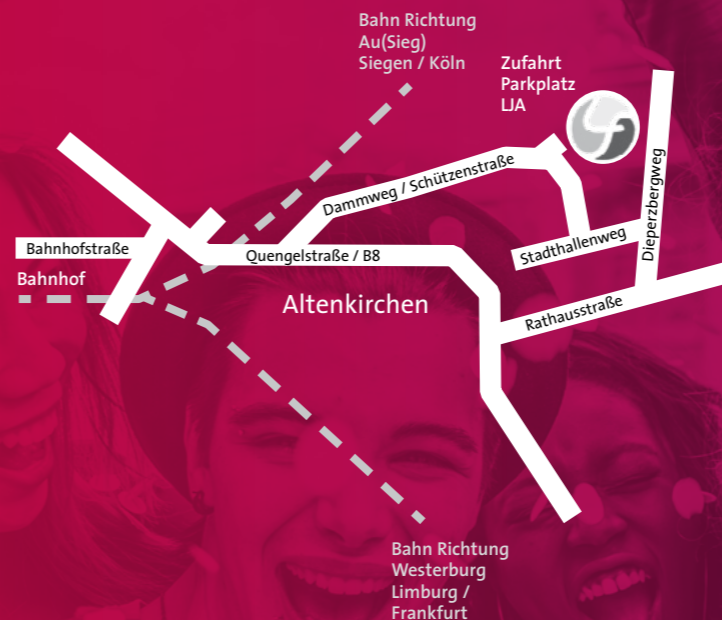 Bahn Richtung
Au(Sieg)
Siegen / Köln
Zufahrt
Parkplatz
LJA
Dammweg / Schützenstraße
Dieperzbergweg
Bahnhofstraße
Quengelstraße / B8
Stadthallenweg
Bahnhof
Altenkirchen
Rathausstraße
Bahn Richtung
Westerburg
Limburg /
Frankfurt